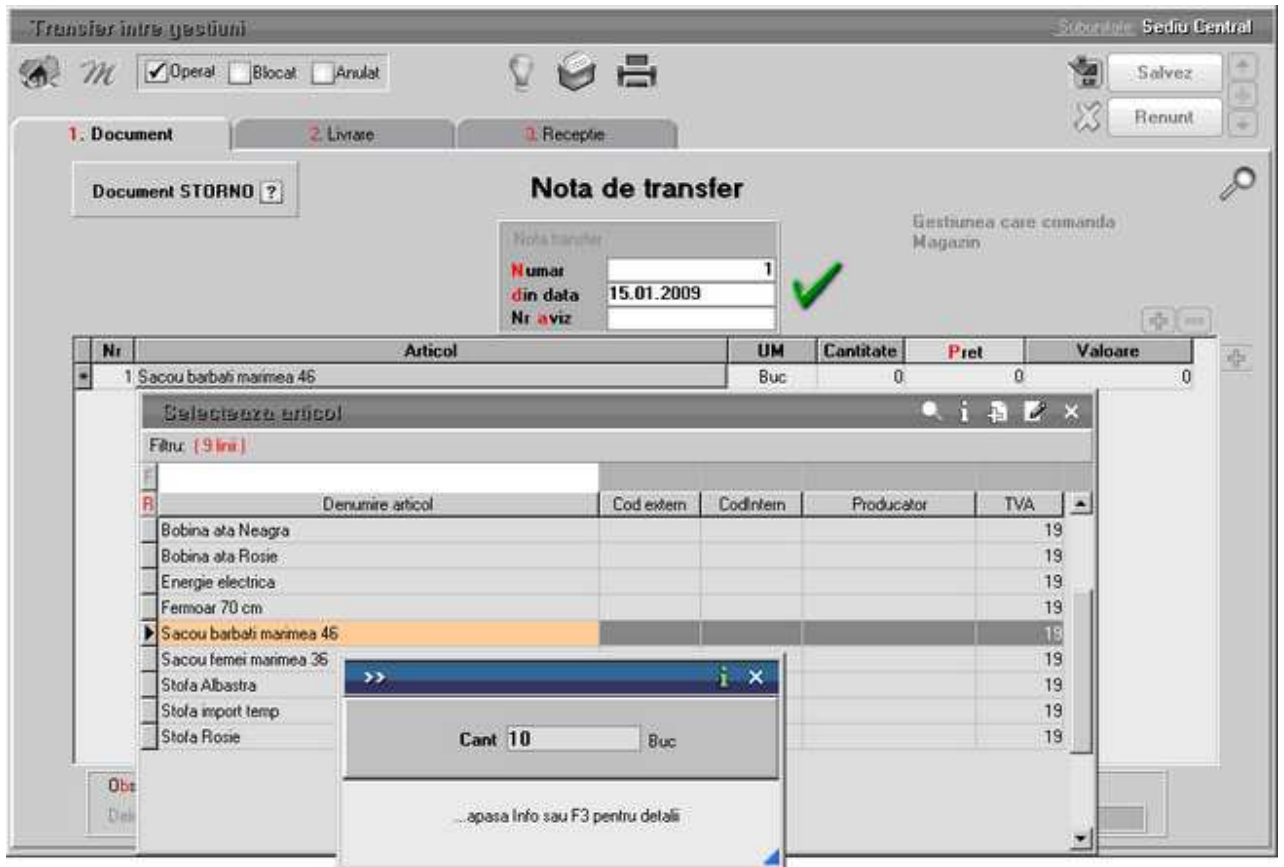 Transfer intre gestiuni
Subunitate: Sediu Central
Operat Blocat Anulat
Salvez
Renunt
1. Document 2. Livrare 3. Receptie
Document STORNO ?
Nota de transfer
Gestiunea care comanda
Magazin
Nota transfer
Numar 1
din data 15.01.2009
Nr aviz
Nr Articol UM Cantitate Pret Valoare
1 Sacou barbati marimea 46 Buc 0 0 0
Selecteaza articol
Filtru: ( 9 linii )
F
R Denumire articol Cod extern CodIntern Producator TVA
Bobina ata Neagra 19
Bobina ata Rosie 19
Energie electrica 19
Fermoar 70 cm 19
Sacou barbati marimea 46 19
Sacou femei marimea 36 19
Stofa Albastra 19
Stofa import temp 19
Stofa Rosie 19
>>
Cant 10 Buc
...apasa Info sau F3 pentru detalii
Obs